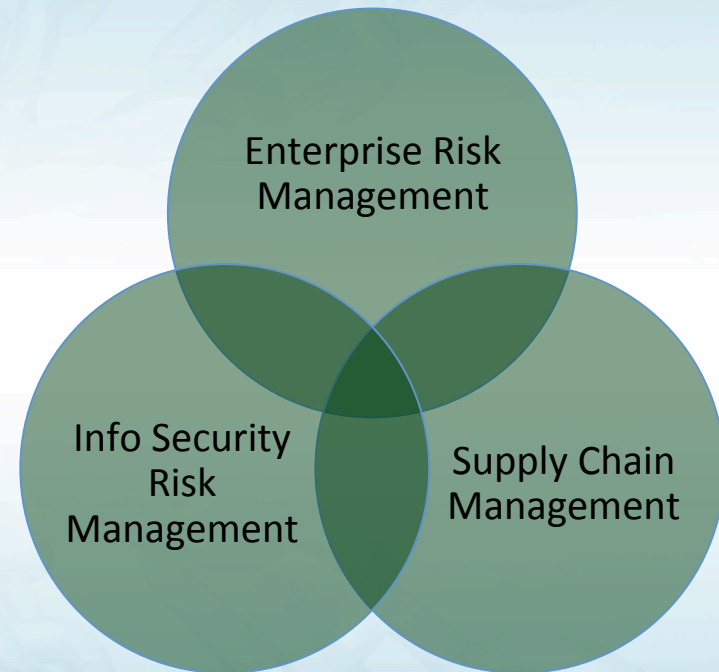 Enterprise Risk
Management
Info Security
Risk
Management
Supply Chain
Management